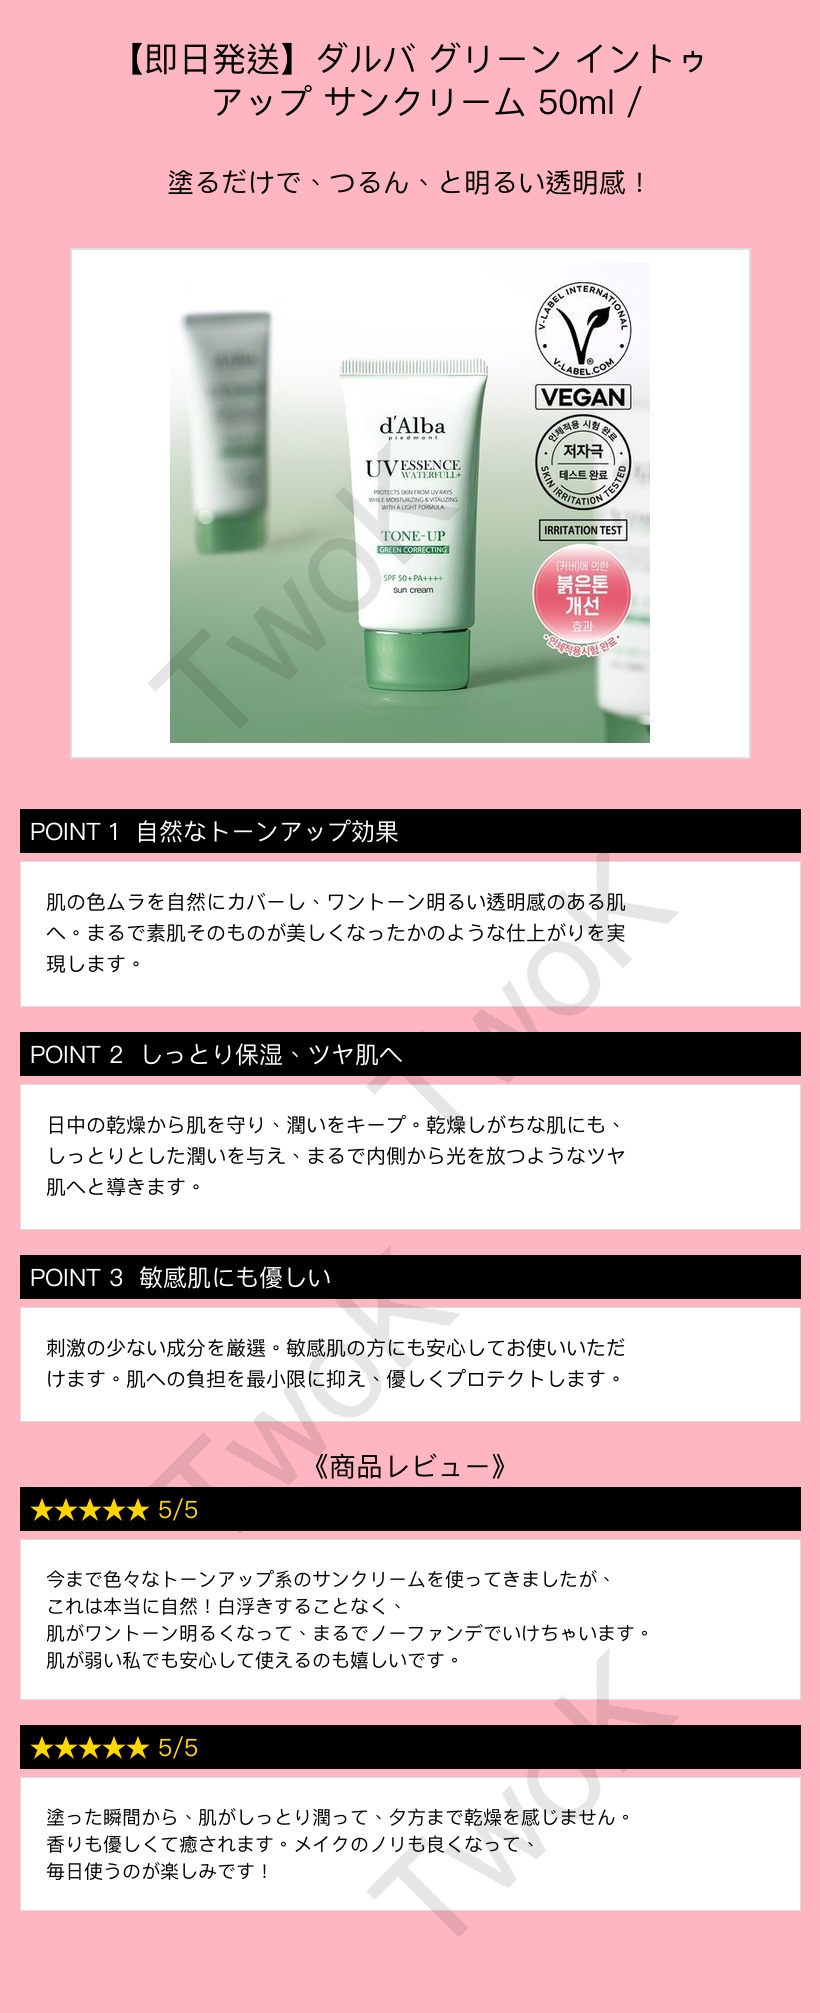 【即日発送】ダルバ グリーン イントゥ
アップ サンクリーム 50ml /
塗るだけで、つるん、と明るい透明感！
d'Alba
piedmont
UV ESSENCE
WATERFULL+
PROTECTS SKIN FROM UV RAYS
WHILE MOISTURIZING & VITALIZING
WITH A LIGHT FORMULA
TONE-UP
GREEN CORRECTING
SPF 50+PA++++
sun cream
V-LABEL INTERNATIONAL
V-LABEL.COM
VEGAN
인체적용 시험 완료
저자극
테스트 완료
SKIN IRRITATION TESTED
IRRITATION TEST
(커버)에 의한
붉은톤
개선
효과
인체적용시험 완료
Twok
POINT 1 自然なトーンアップ効果
肌の色ムラを自然にカバーし、ワントーン明るい透明感のある肌
へ。まるで素肌そのものが美しくなったかのような仕上がりを実
現します。
Twok
POINT 2 しっとり保湿、ツヤ肌へ
日中の乾燥から肌を守り、潤いをキープ。乾燥しがちな肌にも、
しっとりとした潤いを与え、まるで内側から光を放つようなツヤ
肌へと導きます。
POINT 3 敏感肌にも優しい
刺激の少ない成分を厳選。敏感肌の方にも安心してお使いいただ
けます。肌への負担を最小限に抑え、優しくプロテクトします。
Twok
《商品レビュー》
★★★★★ 5/5
今まで色々なトーンアップ系のサンクリームを使ってきましたが、
これは本当に自然！白浮きすることなく、
肌がワントーン明るくなって、まるでノーファンデでいけちゃいます。
肌が弱い私でも安心して使えるのも嬉しいです。
★★★★★ 5/5
塗った瞬間から、肌がしっとり潤って、夕方まで乾燥を感じません。
香りも優しくて癒されます。メイクのノリも良くなって、
毎日使うのが楽しみです！
Twok